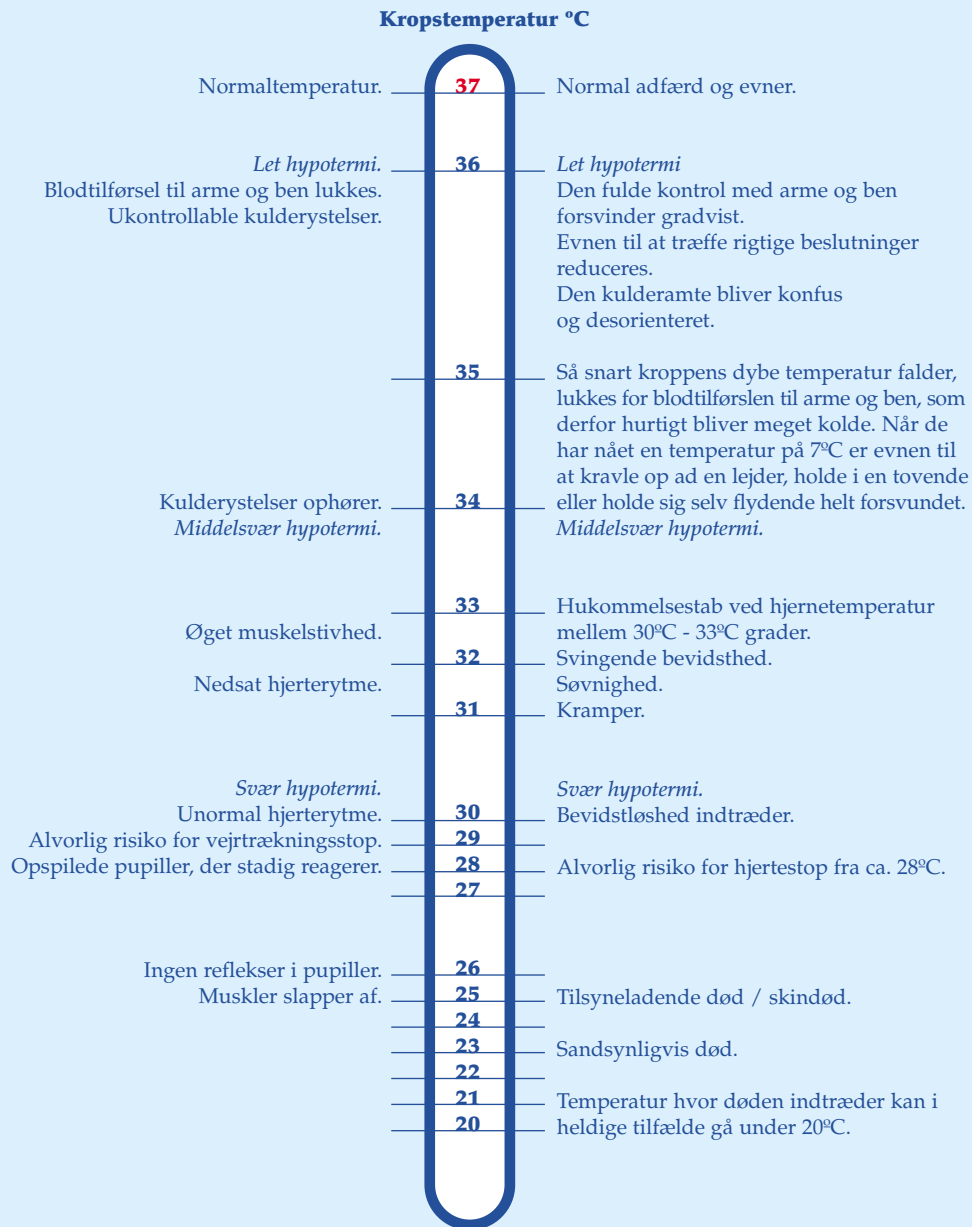 Kropstemperatur ºC
Normaltemperatur. 37 Normal adfærd og evner.
Let hypotermi. 36 Let hypotermi
Blodtilførsel til arme og ben lukkes. Den fulde kontrol med arme og ben
Ukontrollable kulderystelser. forsvinder gradvist.
Evnen til at træffe rigtige beslutninger
reduceres.
Den kulderamte bliver konfus
og desorienteret.
35 Så snart kroppens dybe temperatur falder,
lukkes for blodtilførslen til arme og ben, som
derfor hurtigt bliver meget kolde. Når de
har nået en temperatur på 7ºC er evnen til
at kravle op ad en lejder, holde i en tovende
Kulderystelser ophører. 34 eller holde sig selv flydende helt forsvundet.
Middelsvær hypotermi. Middelsvær hypotermi.
33 Hukommelsestab ved hjernetemperatur
Øget muskelstivhed. mellem 30ºC - 33ºC grader.
32 Svingende bevidsthed.
Nedsat hjerterytme. Søvnighed.
31 Kramper.
Svær hypotermi. Svær hypotermi.
Unormal hjerterytme. 30 Bevidstløshed indtræder.
Alvorlig risiko for vejrtrækningsstop. 29
Opspilede pupiller, der stadig reagerer. 28 Alvorlig risiko for hjertestop fra ca. 28ºC.
27
Ingen reflekser i pupiller. 26
Muskler slapper af. 25 Tilsyneladende død / skindød.
24
23 Sandsynligvis død.
22
21 Temperatur hvor døden indtræder kan i
20 heldige tilfælde gå under 20ºC.